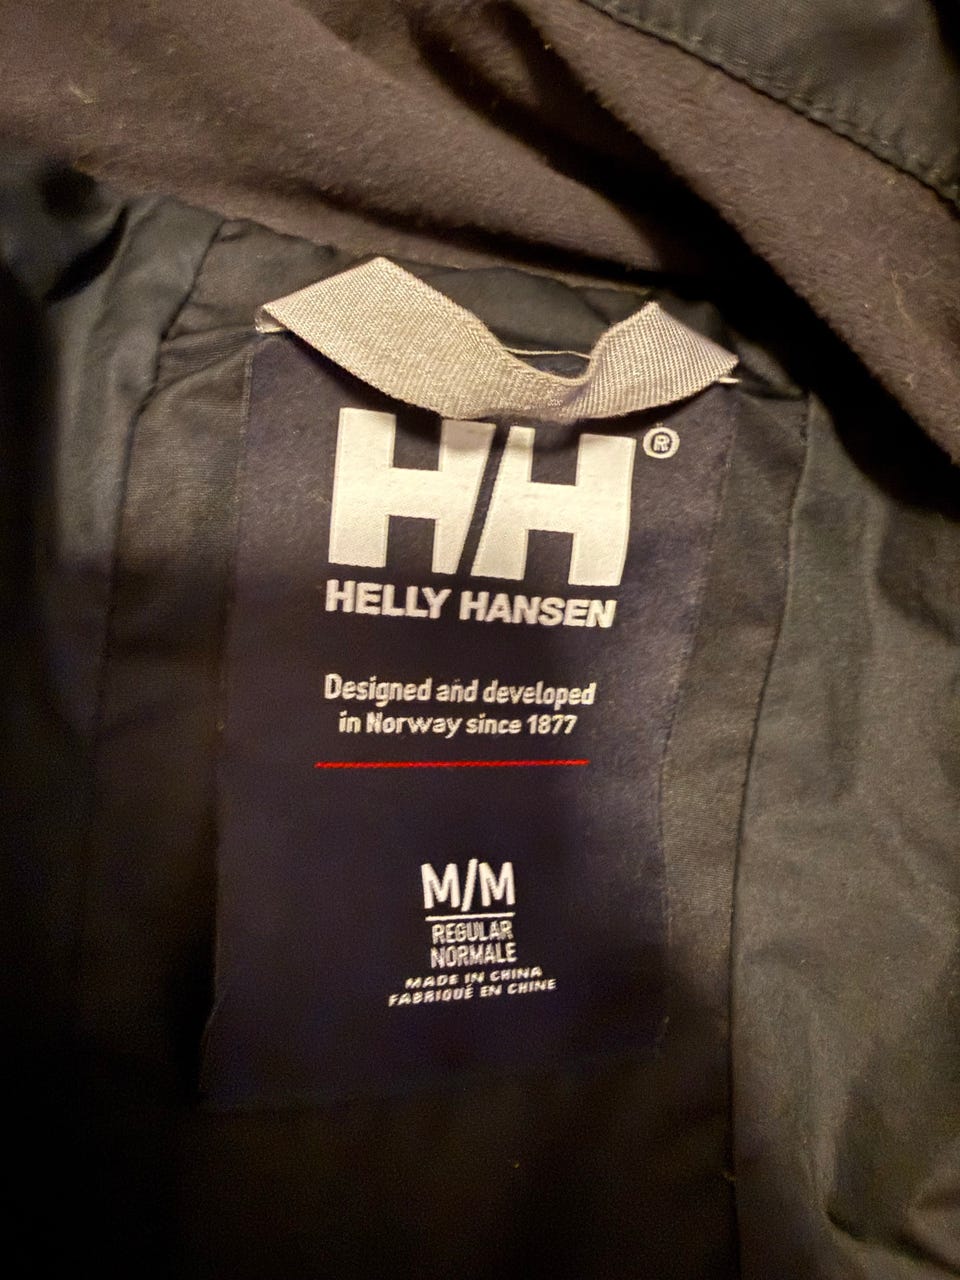 HH®
HELLY HANSEN
Designed and developed
in Norway since 1877
M/M
REGULAR
NORMALE
MADE IN CHINA
FABRIQUÉ EN CHINE